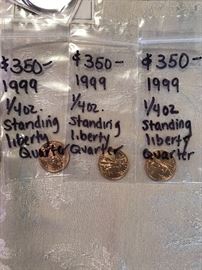 $350-
1999
1/4oz.
Standing
liberty
Quarter
$350-
1999
1/4oz.
Standing
liberty
Quarter
$350-
1999
1/4oz
Standing
liberty
Quarter